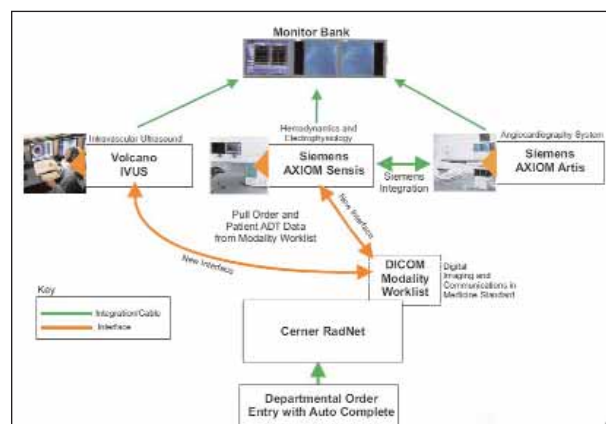 Monitor Bank
Intravascular Ultrasound
Volcano
IVUS
Hemodynamics and
Electrophysiology
Siemens
AXIOM Sensis
Siemens
Integration
Angiocardiography System
Siemens
AXIOM Artis
Pull Order and
Patient ADT Data
from Modality Worklist
New Interface
New Interface
DICOM
Modality
Worklist
Digital
Imaging and
Communications in
Medicine Standard
Key
Integration/Cable
Interface
Cerner RadNet
Departmental Order
Entry with Auto Complete